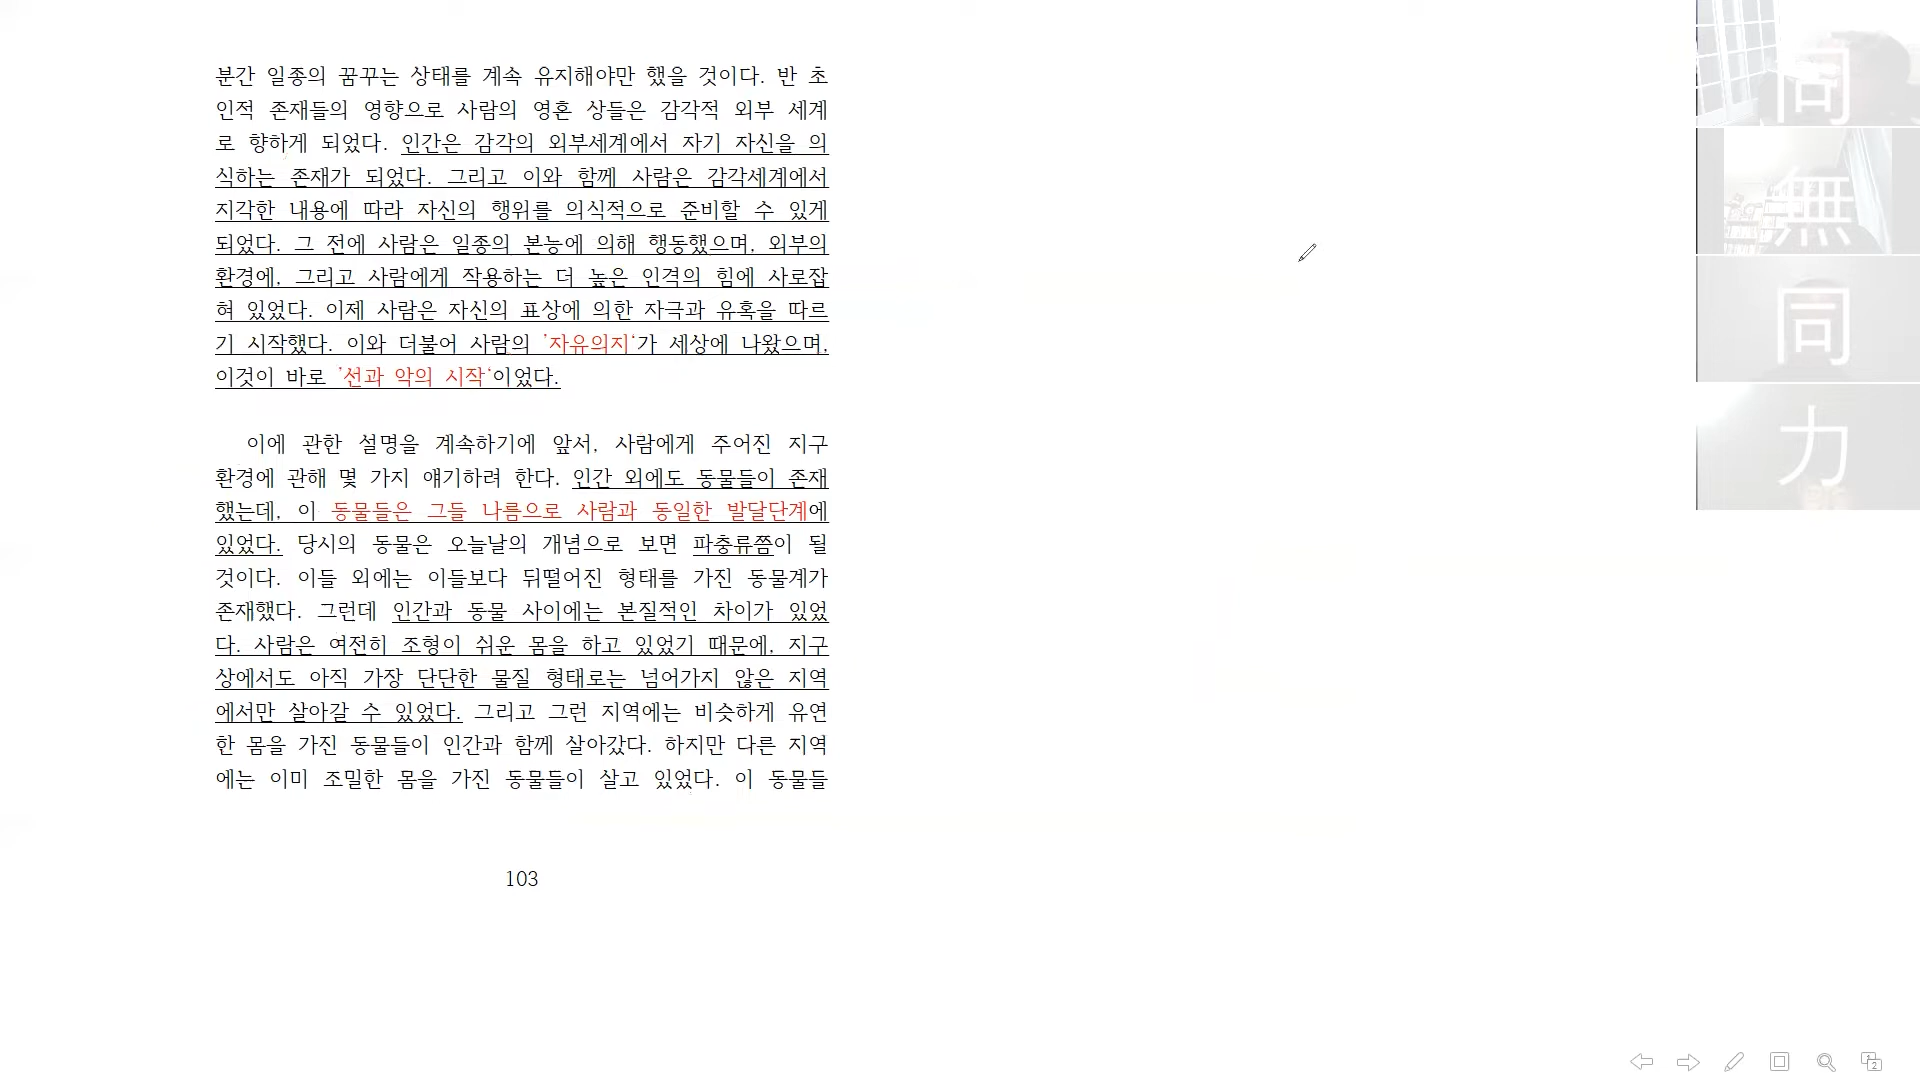 분간 일종의 꿈꾸는 상태를 계속 유지해야만 했을 것이다. 반 초
인적 존재들의 영향으로 사람의 영혼 상들은 감각적 외부 세계
로 향하게 되었다. 인간은 감각의 외부세계에서 자기 자신을 의
식하는 존재가 되었다. 그리고 이와 함께 사람은 감각세계에서
지각한 내용에 따라 자신의 행위를 의식적으로 준비할 수 있게
되었다. 그 전에 사람은 일종의 본능에 의해 행동했으며, 외부의
환경에, 그리고 사람에게 작용하는 더 높은 인격의 힘에 사로잡
혀 있었다. 이제 사람은 자신의 표상에 의한 자극과 유혹을 따르
기 시작했다. 이와 더불어 사람의 ’자유의지‘가 세상에 나왔으며,
이것이 바로 ’선과 악의 시작‘이었다.
이에 관한 설명을 계속하기에 앞서, 사람에게 주어진 지구
환경에 관해 몇 가지 얘기하려 한다. 인간 외에도 동물들이 존재
했는데, 이 동물들은 그들 나름으로 사람과 동일한 발달단계에
있었다. 당시의 동물은 오늘날의 개념으로 보면 파충류쯤이 될
것이다. 이들 외에는 이들보다 뒤떨어진 형태를 가진 동물계가
존재했다. 그런데 인간과 동물 사이에는 본질적인 차이가 있었
다. 사람은 여전히 조형이 쉬운 몸을 하고 있었기 때문에, 지구
상에서도 아직 가장 단단한 물질 형태로는 넘어가지 않은 지역
에서만 살아갈 수 있었다. 그리고 그런 지역에는 비슷하게 유연
한 몸을 가진 동물들이 인간과 함께 살아갔다. 하지만 다른 지역
에는 이미 조밀한 몸을 가진 동물들이 살고 있었다. 이 동물들
103
同
無
同
力